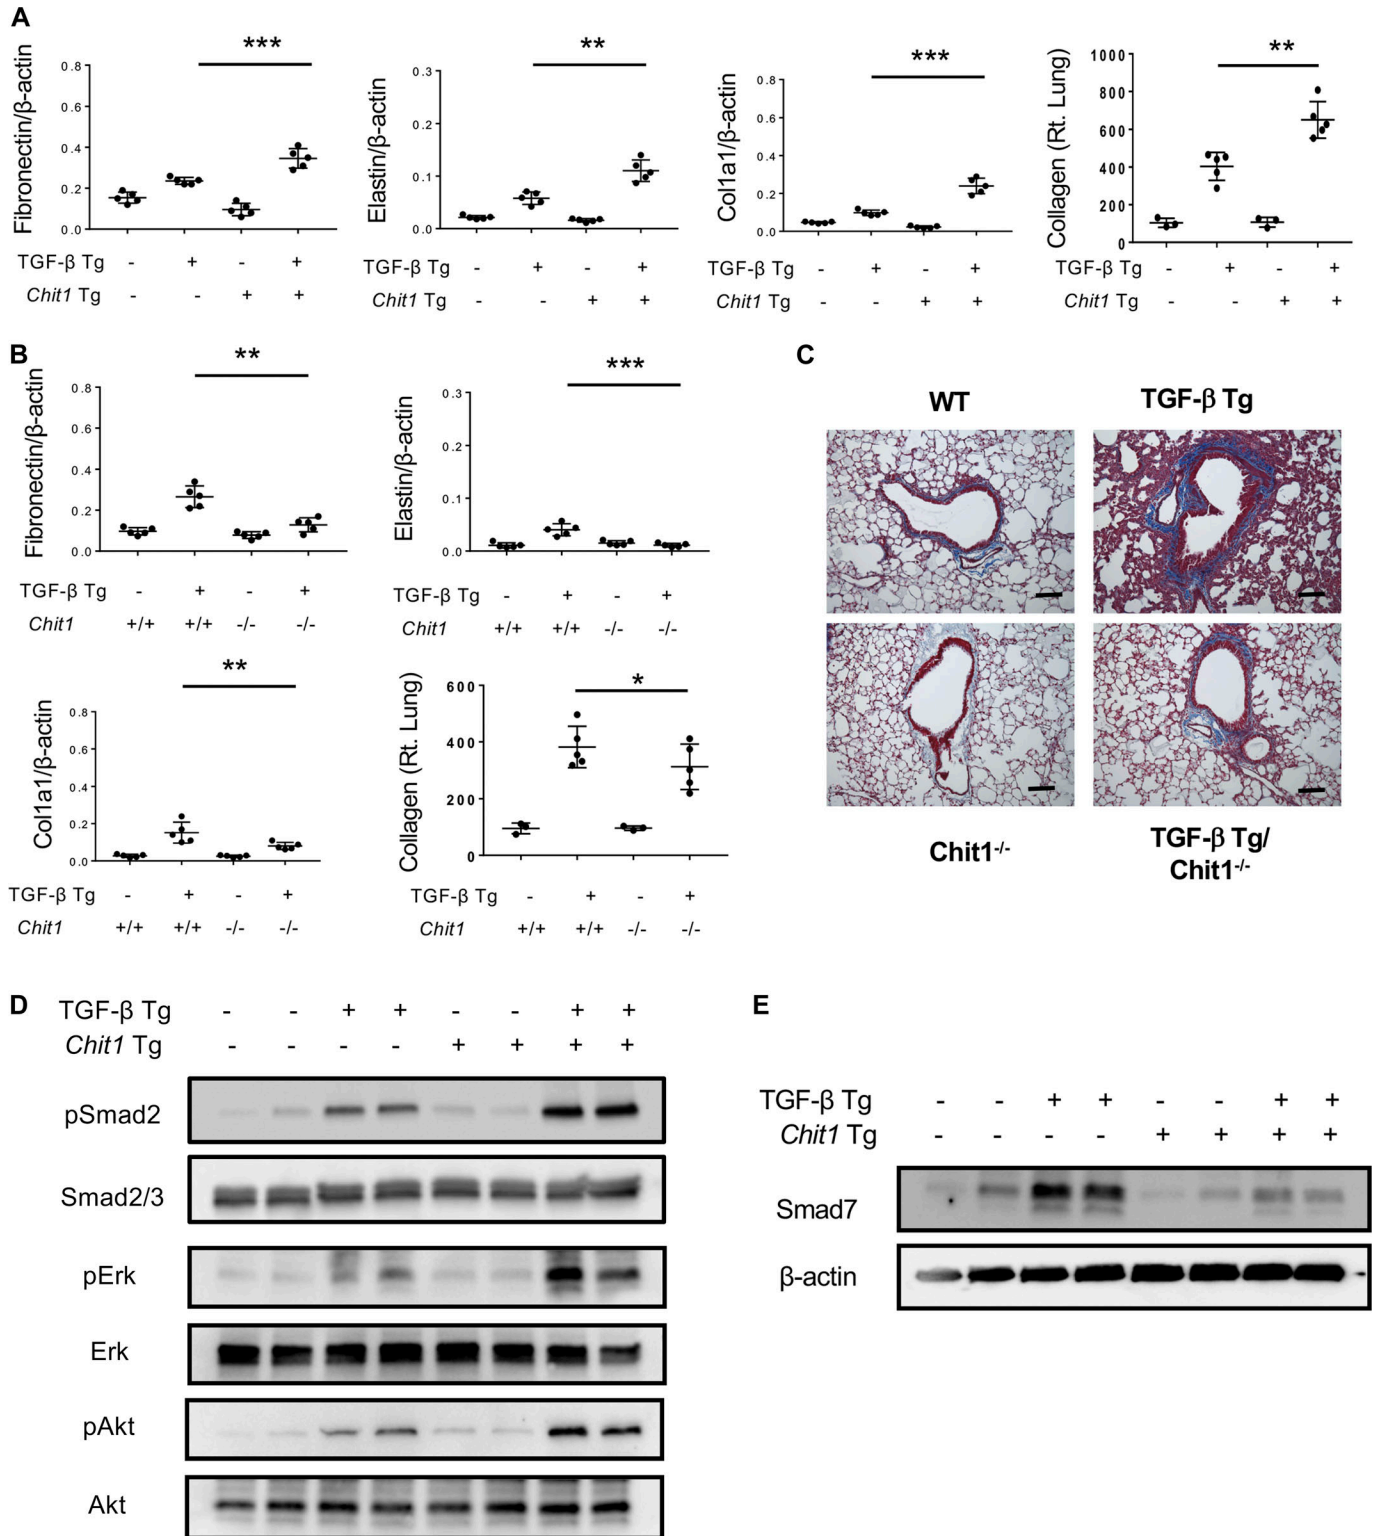 A
Fibronectin/β-actin
0.8
0.6
0.4
0.2
0.0
***
TGF-β Tg - + - +
Chit1 Tg - - + +
Elastin/β-actin
0.3
0.2
0.1
0.0
**
TGF-β Tg - + - +
Chit1 Tg - - + +
Col1a1/β-actin
0.8
0.6
0.4
0.2
0.0
***
TGF-β Tg - + - +
Chit1 Tg - - + +
Collagen (Rt. Lung)
1000
800
600
400
200
0
**
TGF-β Tg - + - +
Chit1 Tg - - + +
B
Fibronectin/β-actin
0.8
0.6
0.4
0.2
0.0
**
TGF-β Tg - + - +
Chit1 +/+ +/+ -/- -/-
Elastin/β-actin
0.3
0.2
0.1
0.0
***
TGF-β Tg - + - +
Chit1 +/+ +/+ -/- -/-
Col1a1/β-actin
0.8
0.6
0.4
0.2
0.0
**
TGF-β Tg - + - +
Chit1 +/+ +/+ -/- -/-
Collagen (Rt. Lung)
600
400
200
0
*
TGF-β Tg - + - +
Chit1 +/+ +/+ -/- -/-
C
WT
TGF-β Tg
Chit1-/-
TGF-β Tg/
Chit1-/-
D
TGF-β Tg - - + + - - + +
Chit1 Tg - - - - + + + +
pSmad2
Smad2/3
pErk
Erk
pAkt
Akt
E
TGF-β Tg - - + + - - + +
Chit1 Tg - - - - + + + +
Smad7
β-actin